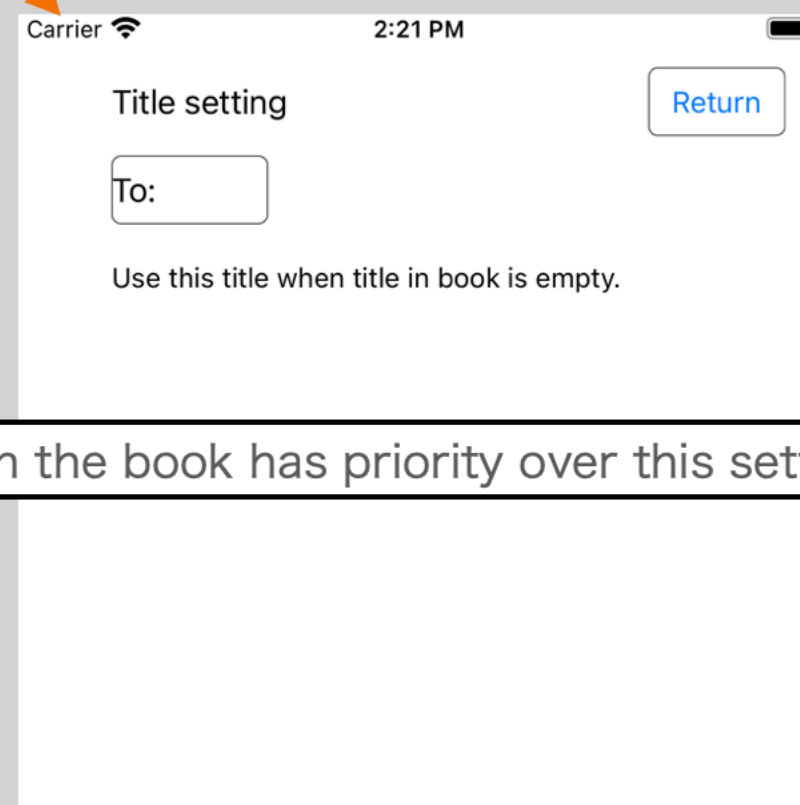 Carrier 2:21 PM
Title setting Return
To:
Use this title when title in book is empty.
the book has priority over this